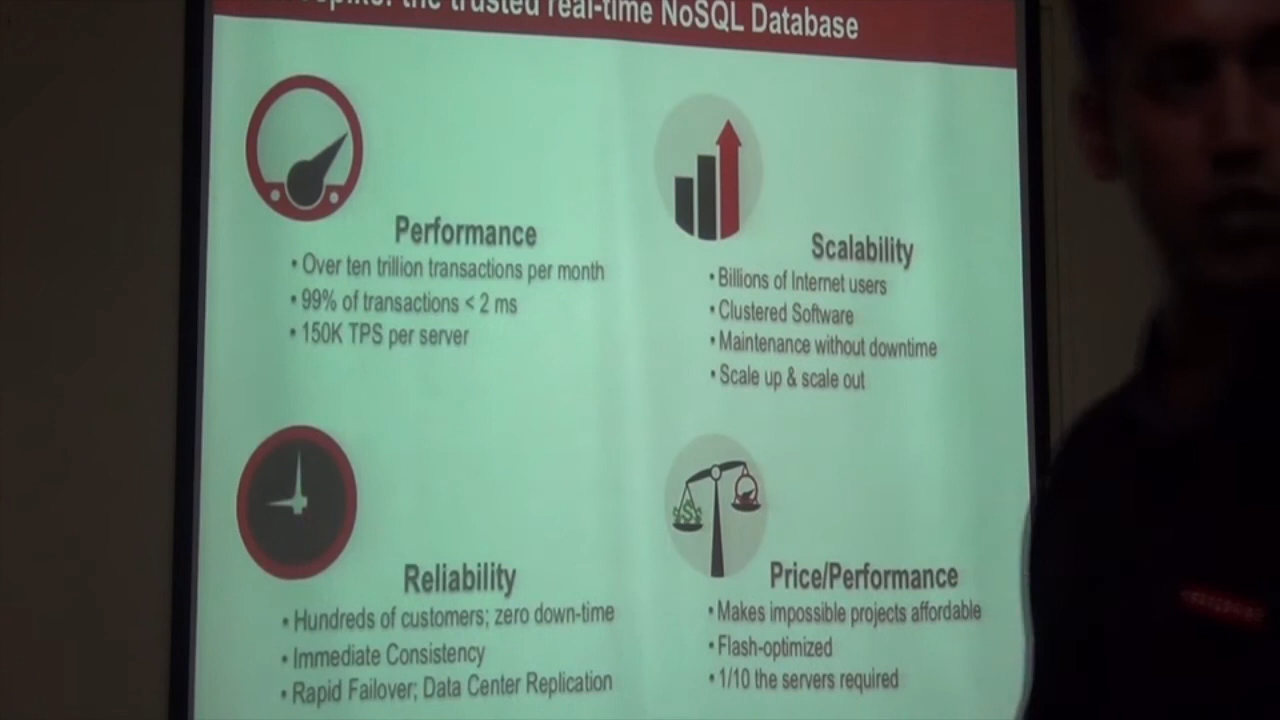 the trusted real-time NoSQL Database
Performance
• Over ten trillion transactions per month
• 99% of transactions < 2 ms
• 150K TPS per server
Scalability
• Billions of Internet users
• Clustered Software
• Maintenance without downtime
• Scale up & scale out
Reliability
• Hundreds of customers; zero down-time
• Immediate Consistency
• Rapid Failover; Data Center Replication
Price/Performance
• Makes impossible projects affordable
• Flash-optimized
• 1/10 the servers required